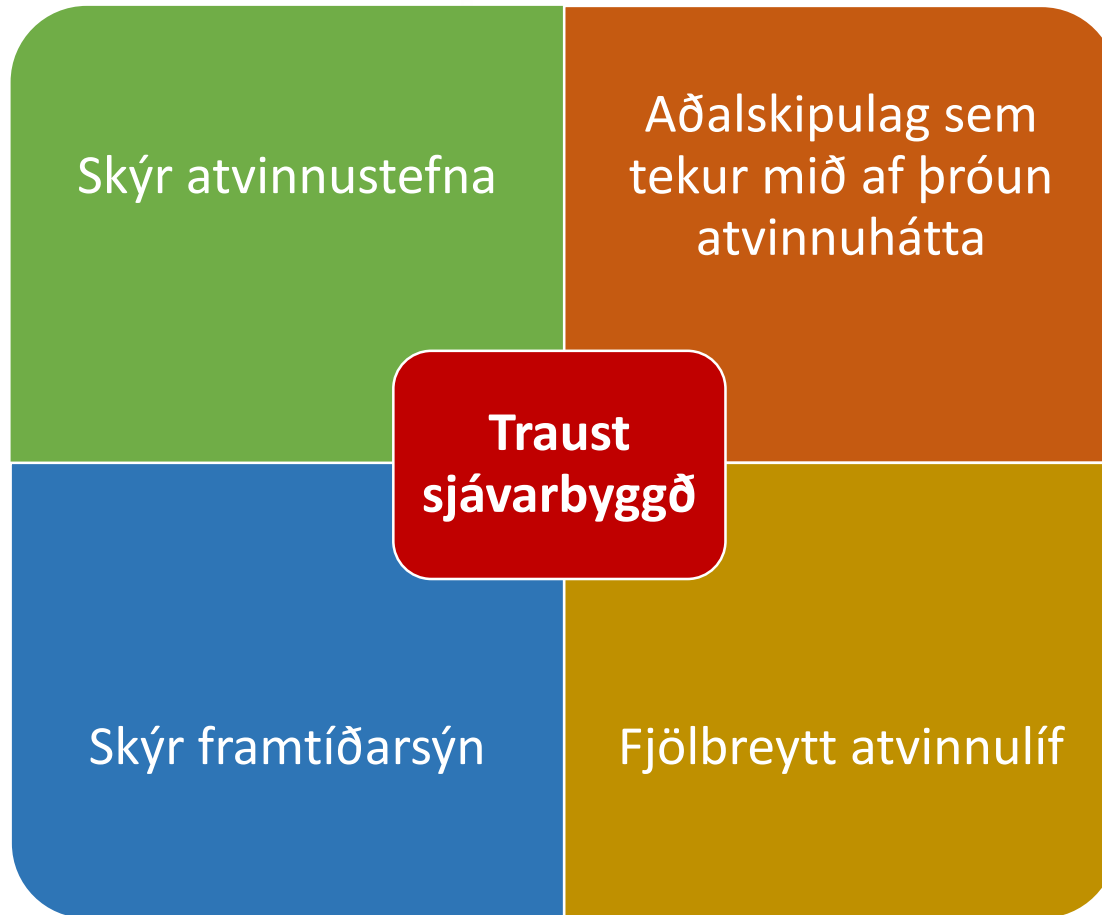 Skýr atvinnustefna
Aðalskipulag sem
tekur mið af þróun
atvinnuhátta
Traust
sjávarbyggð
Skýr framtíðarsýn
Fjölbreytt atvinnulíf